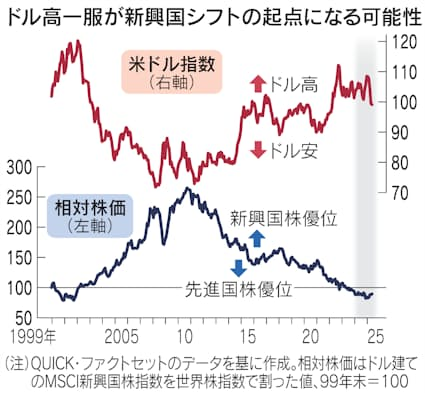 ドル高一服が新興国シフトの起点になる可能性
米ドル指数
(右軸)
ドル高
ドル安
120
110
100
90
80
70
相対株価
(左軸)
新興国株優位
先進国株優位
300
250
200
150
100
50
1999年
2005
10
15
20
25
(注)QUICK・ファクトセットのデータを基に作成。相対株価はドル建て
のMSCI新興国株指数を世界株指数で割った値、99年末=100